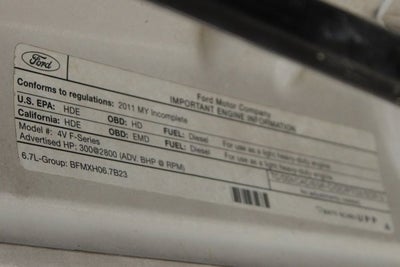 Ford
Ford Motor Company
IMPORTANT ENGINE INFORMATION
Conforms to regulations: 2011 MY Incomplete
U.S. EPA: HDE OBD: HD FUEL: Diesel For use as a light heavy-duty engine
California: HDE OBD: EMD FUEL: Diesel For use as a light heavy-duty engine
Model #: 4V F-Series
Advertised HP: 300@2800 (ADV. BHP @ RPM)
6.7L-Group: BFMXH06.7B23